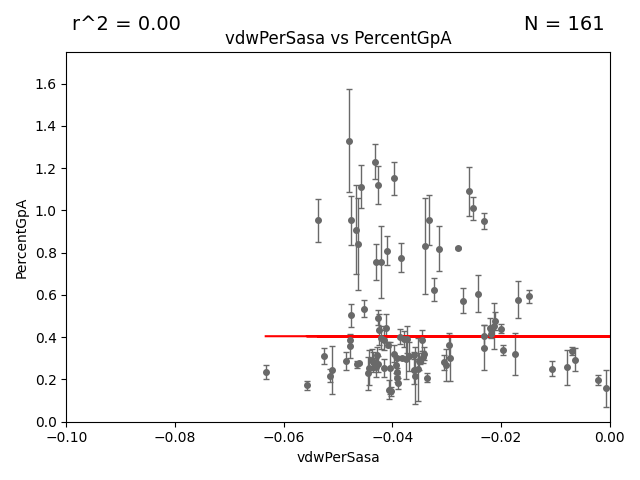 r^2 = 0.00 N = 161
vdwPerSasa vs PercentGpA
1.6
1.4
1.2
1.0
0.8
0.6
0.4
0.2
0.0
PercentGpA
−0.10 −0.08 −0.06 −0.04 −0.02 0.00
vdwPerSasa